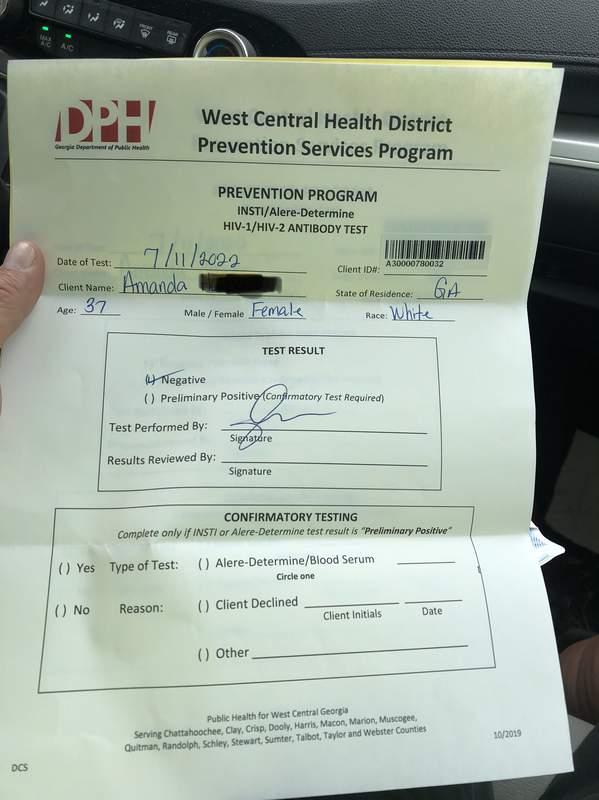 FRONT
REAR
MAX
A/C
A/C
DPH
Georgia Department of Public Health
West Central Health District
Prevention Services Program
PREVENTION PROGRAM
INSTI/Alere-Determine
HIV-1/HIV-2 ANTIBODY TEST
Date of Test: 7/11/2022
A30000780032
Client ID#:
Client Name: Amanda
State of Residence: GA
Age: 37 Male / Female Female Race: White
TEST RESULT
( ) Negative
( ) Preliminary Positive (Confirmatory Test Required)
Test Performed By:
Signature
Results Reviewed By:
Signature
CONFIRMATORY TESTING
Complete only if INSTI or Alere-Determine test result is "Preliminary Positive"
( ) Yes Type of Test: ( ) Alere-Determine/Blood Serum
Circle one
( ) No Reason: ( ) Client Declined
Client Initials Date
( ) Other
Public Health for West Central Georgia
Serving Chattahoochee, Clay, Crisp, Dooly, Harris, Macon, Marion, Muscogee,
Quitman, Randolph, Schley, Stewart, Sumter, Talbot, Taylor and Webster Counties
10/2019
DCS